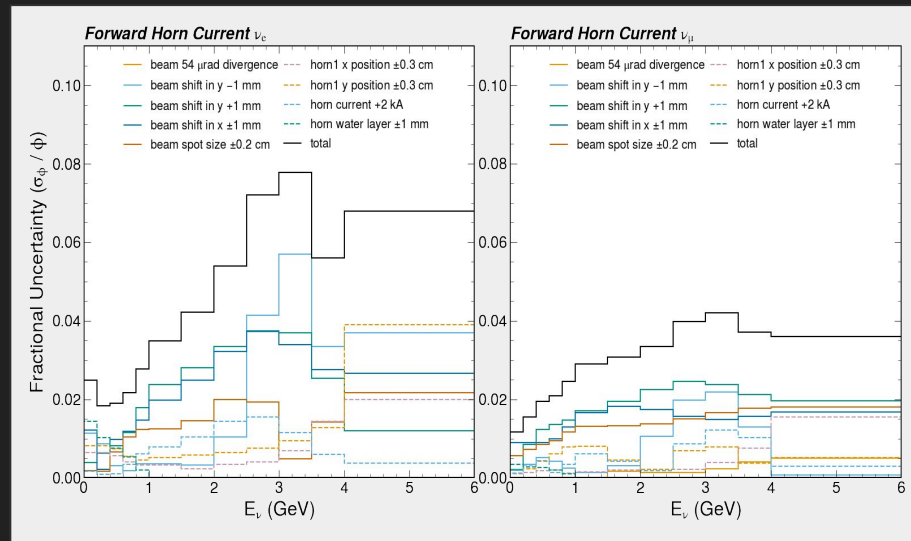 Forward Horn Current νe
beam 54 μrad divergence
beam shift in y −1 mm
beam shift in y +1 mm
beam shift in x ±1 mm
beam spot size ±0.2 cm
horn1 x position ±0.3 cm
horn1 y position ±0.3 cm
horn current +2 kA
horn water layer ±1 mm
total
Fractional Uncertainty (σϕ / ϕ)
0.10
0.08
0.06
0.04
0.02
0.00
0 1 2 3 4 5 6
Eν (GeV)
Forward Horn Current νμ
beam 54 μrad divergence
beam shift in y −1 mm
beam shift in y +1 mm
beam shift in x ±1 mm
beam spot size ±0.2 cm
horn1 x position ±0.3 cm
horn1 y position ±0.3 cm
horn current +2 kA
horn water layer ±1 mm
total
0.10
0.08
0.06
0.04
0.02
0.00
0 1 2 3 4 5 6
Eν (GeV)